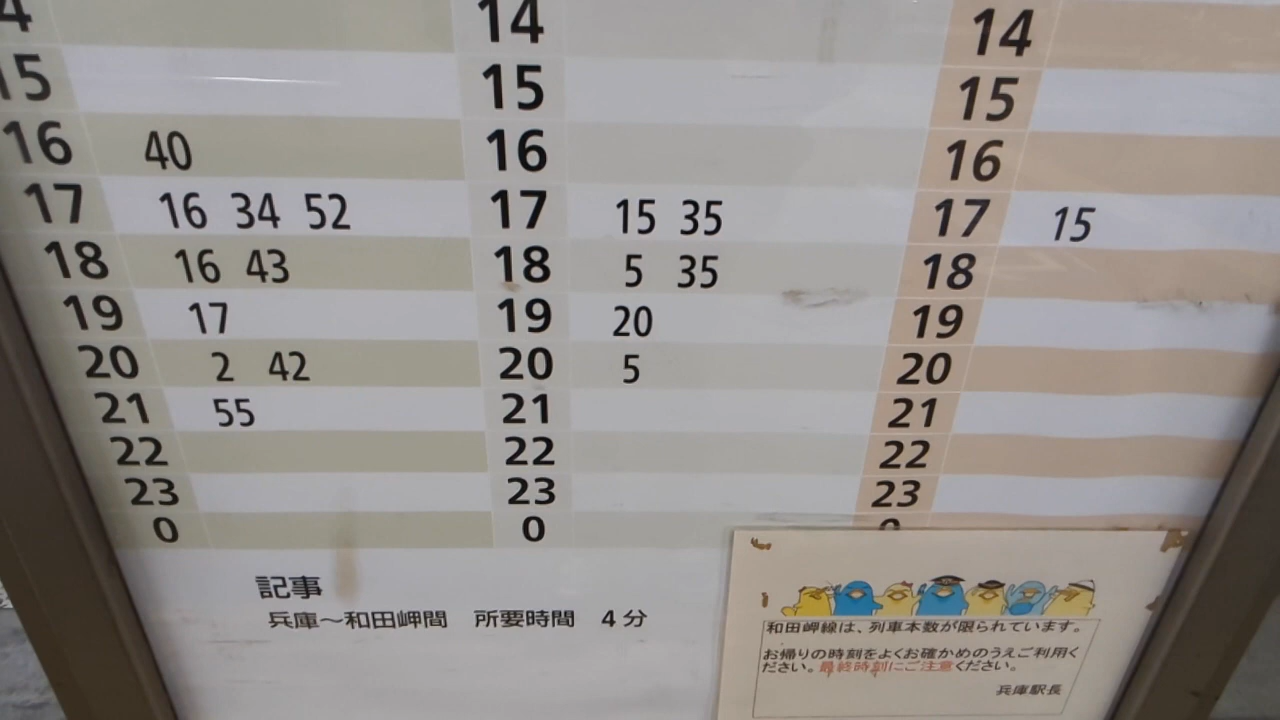 4 14 14
15 15 15
16 40 16 16
17 16 34 52 17 15 35 17 15
18 16 43 18 5 35 18
19 17 19 20 19
20 2 42 20 5 20
21 55 21 21
22 22 22
23 23 23
0 0 0
記事
兵庫～和田岬間 所要時間 4分
和田岬線は、列車本数が限られています。
お帰りの時刻をよくお確かめのうえご利用く
ださい。最終時刻にご注意ください。
兵庫駅長